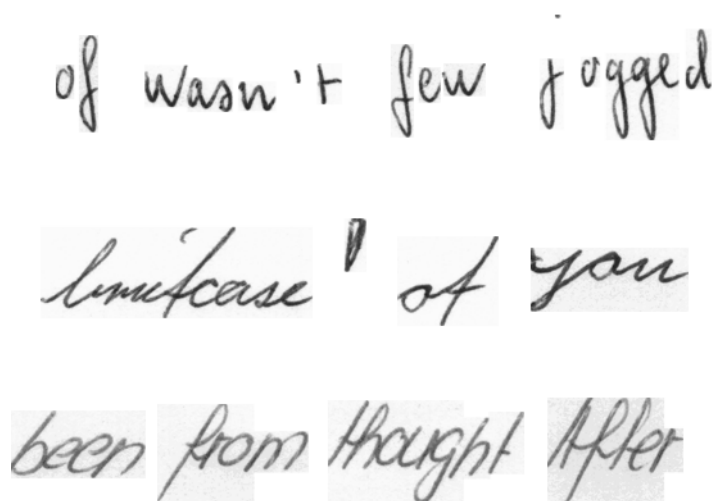 of wasn't few jogged
briefcase ' of you
been from thought After